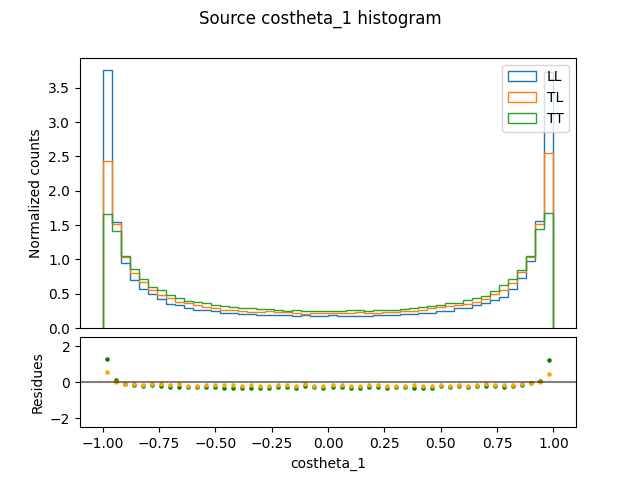 Source costheta_1 histogram
Normalized counts
3.5
3.0
2.5
2.0
1.5
1.0
0.5
0.0
LL
TL
TT
Residues
2
0
−2
−1.00 −0.75 −0.50 −0.25 0.00 0.25 0.50 0.75 1.00
costheta_1